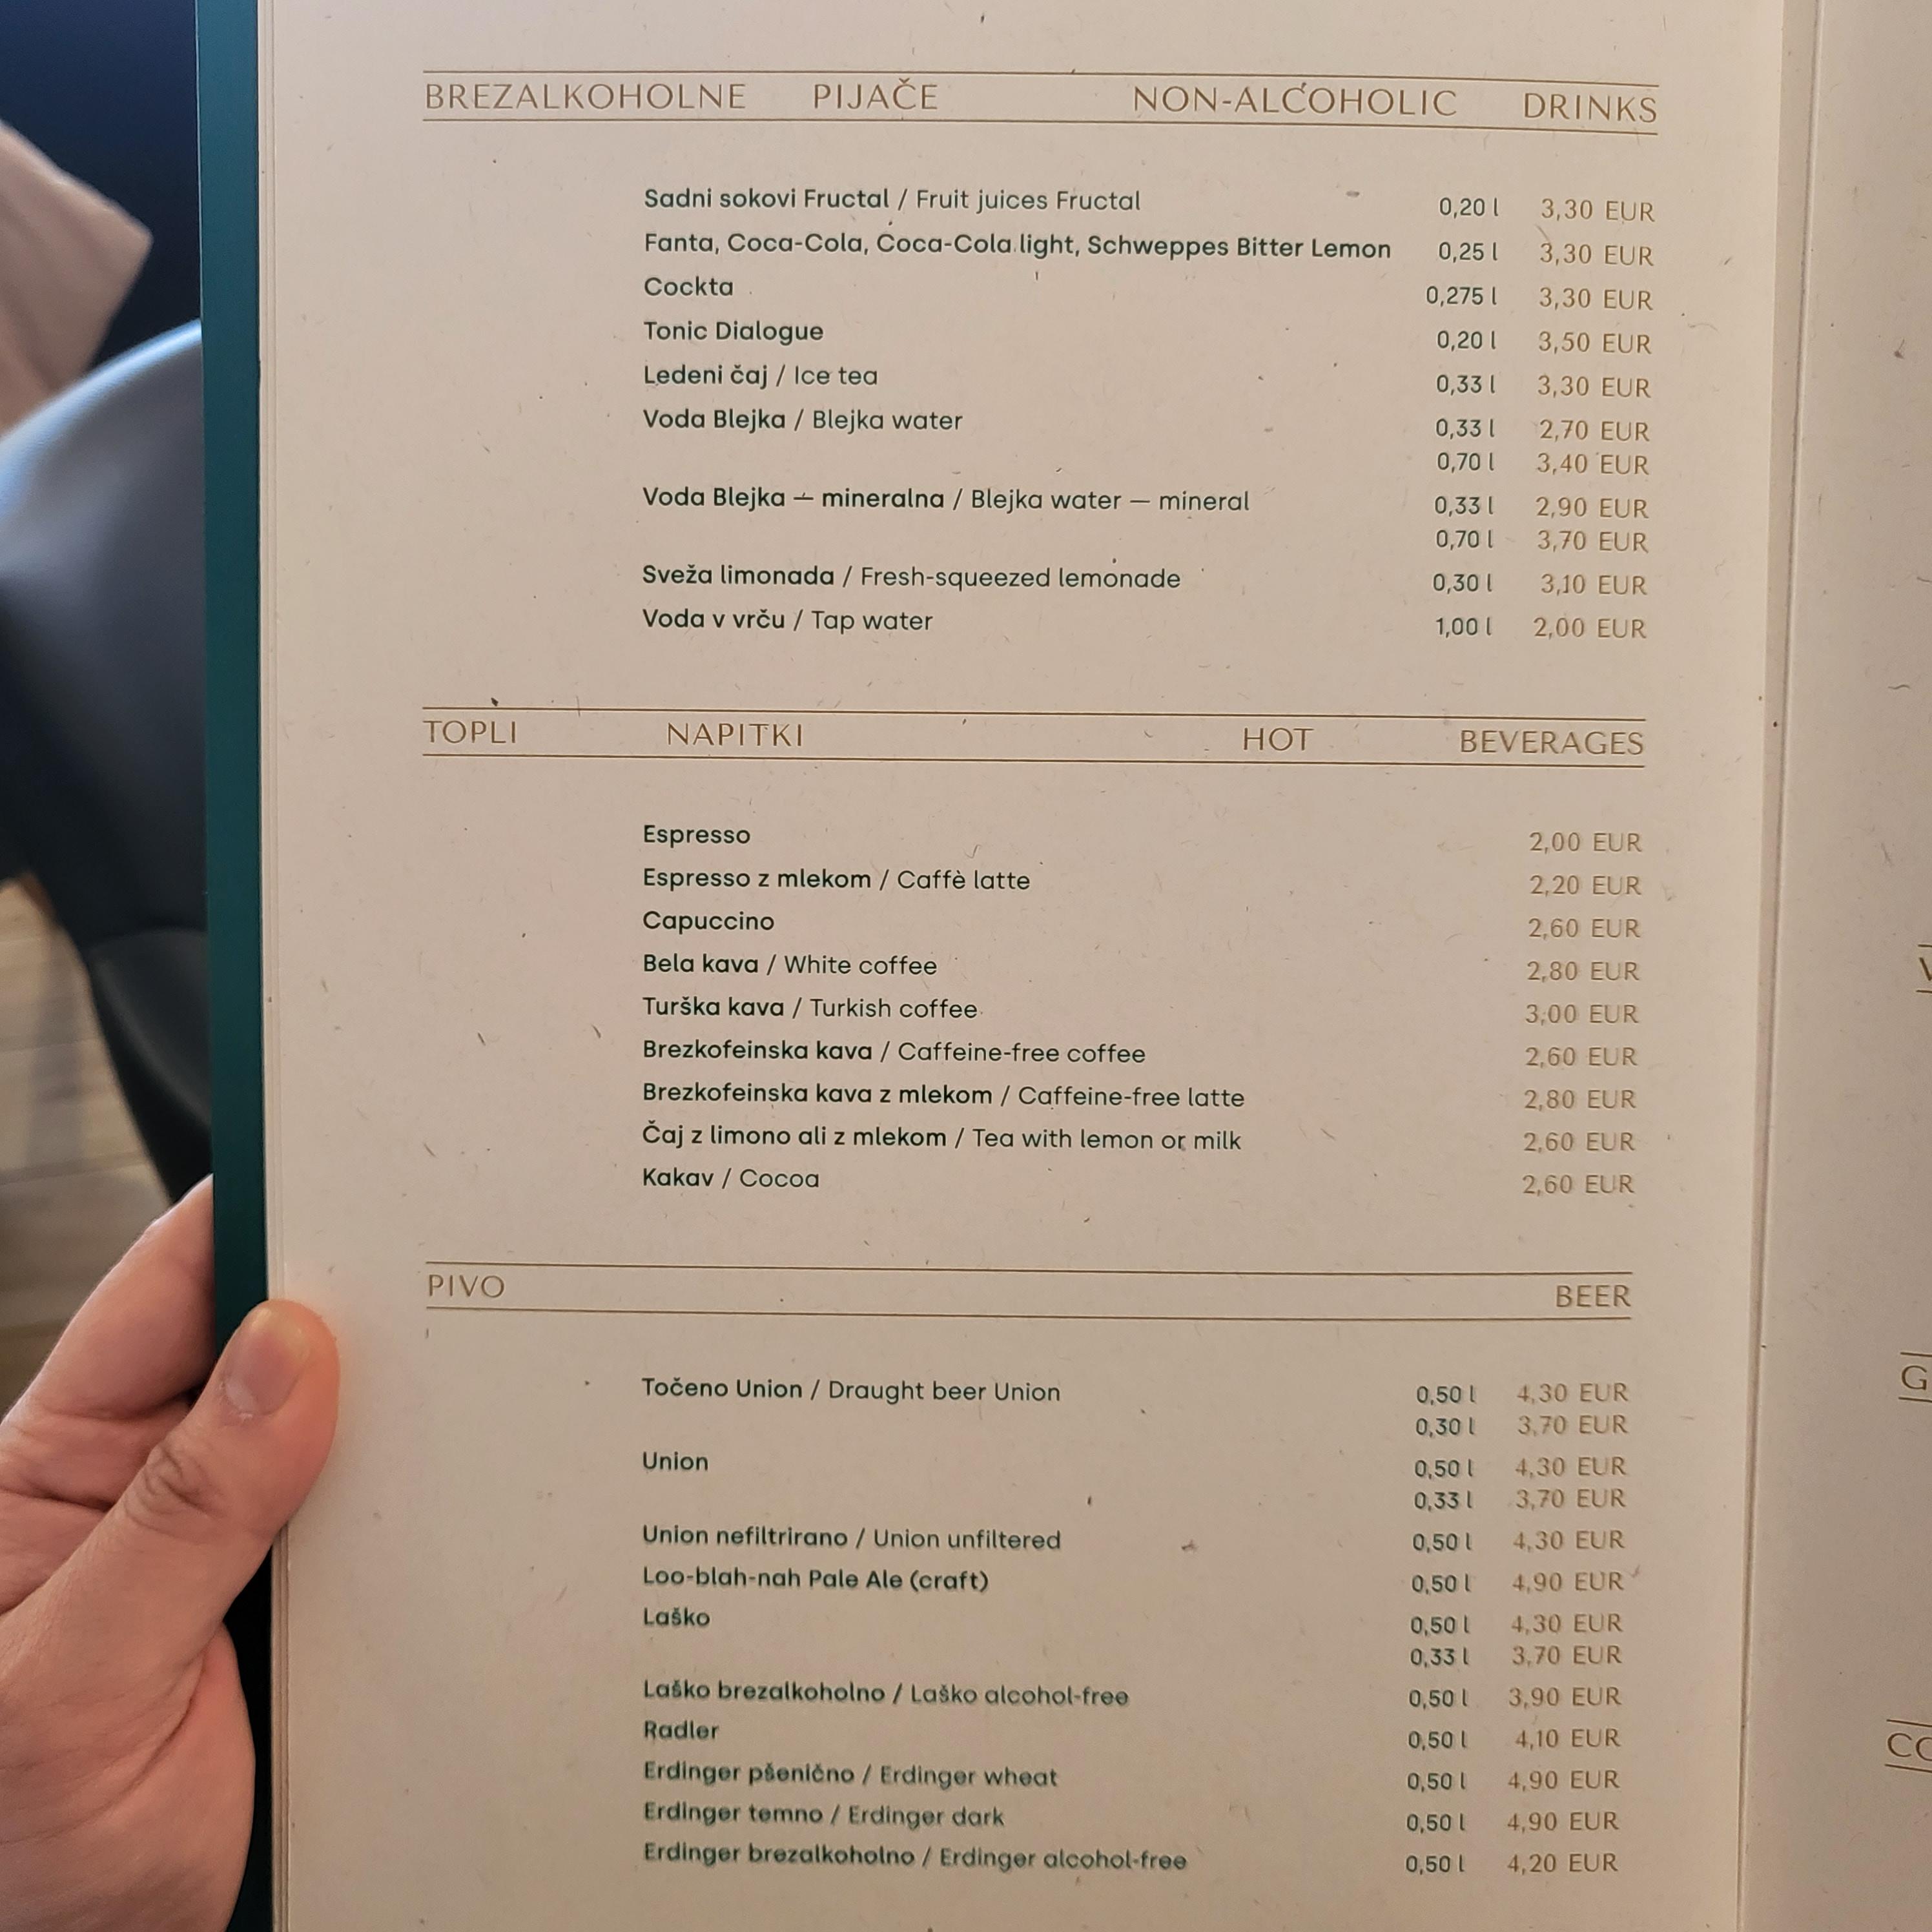 BREZALKOHOLNE PIJAČE NON-ALCOHOLIC DRINKS
Sadni sokovi Fructal / Fruit juices Fructal 0,20 l 3,30 EUR
Fanta, Coca-Cola, Coca-Cola light, Schweppes Bitter Lemon 0,25 l 3,30 EUR
Cockta 0,275 l 3,30 EUR
Tonic Dialogue 0,20 l 3,50 EUR
Ledeni čaj / Ice tea 0,33 l 3,30 EUR
Voda Blejka / Blejka water 0,33 l 2,70 EUR
0,70 l 3,40 EUR
Voda Blejka — mineralna / Blejka water — mineral 0,33 l 2,90 EUR
0,70 l 3,70 EUR
Sveža limonada / Fresh-squeezed lemonade 0,30 l 3,10 EUR
Voda v vrču / Tap water 1,00 l 2,00 EUR
TOPLI NAPITKI HOT BEVERAGES
Espresso 2,00 EUR
Espresso z mlekom / Caffè latte 2,20 EUR
Capuccino 2,60 EUR
Bela kava / White coffee 2,80 EUR
Turška kava / Turkish coffee 3,00 EUR
Brezkofeinska kava / Caffeine-free coffee 2,60 EUR
Brezkofeinska kava z mlekom / Caffeine-free latte 2,80 EUR
Čaj z limono ali z mlekom / Tea with lemon or milk 2,60 EUR
Kakav / Cocoa 2,60 EUR
PIVO BEER
Točeno Union / Draught beer Union 0,50 l 4,30 EUR
0,30 l 3,70 EUR
Union 0,50 l 4,30 EUR
0,33 l 3,70 EUR
Union nefiltrirano / Union unfiltered 0,50 l 4,30 EUR
Loo-blah-nah Pale Ale (craft) 0,50 l 4,90 EUR
Laško 0,50 l 4,30 EUR
0,33 l 3,70 EUR
Laško brezalkoholno / Laško alcohol-free 0,50 l 3,90 EUR
Radler 0,50 l 4,10 EUR
Erdinger pšenično / Erdinger wheat 0,50 l 4,90 EUR
Erdinger temno / Erdinger dark 0,50 l 4,90 EUR
Erdinger brezalkoholno / Erdinger alcohol-free 0,50 l 4,20 EUR